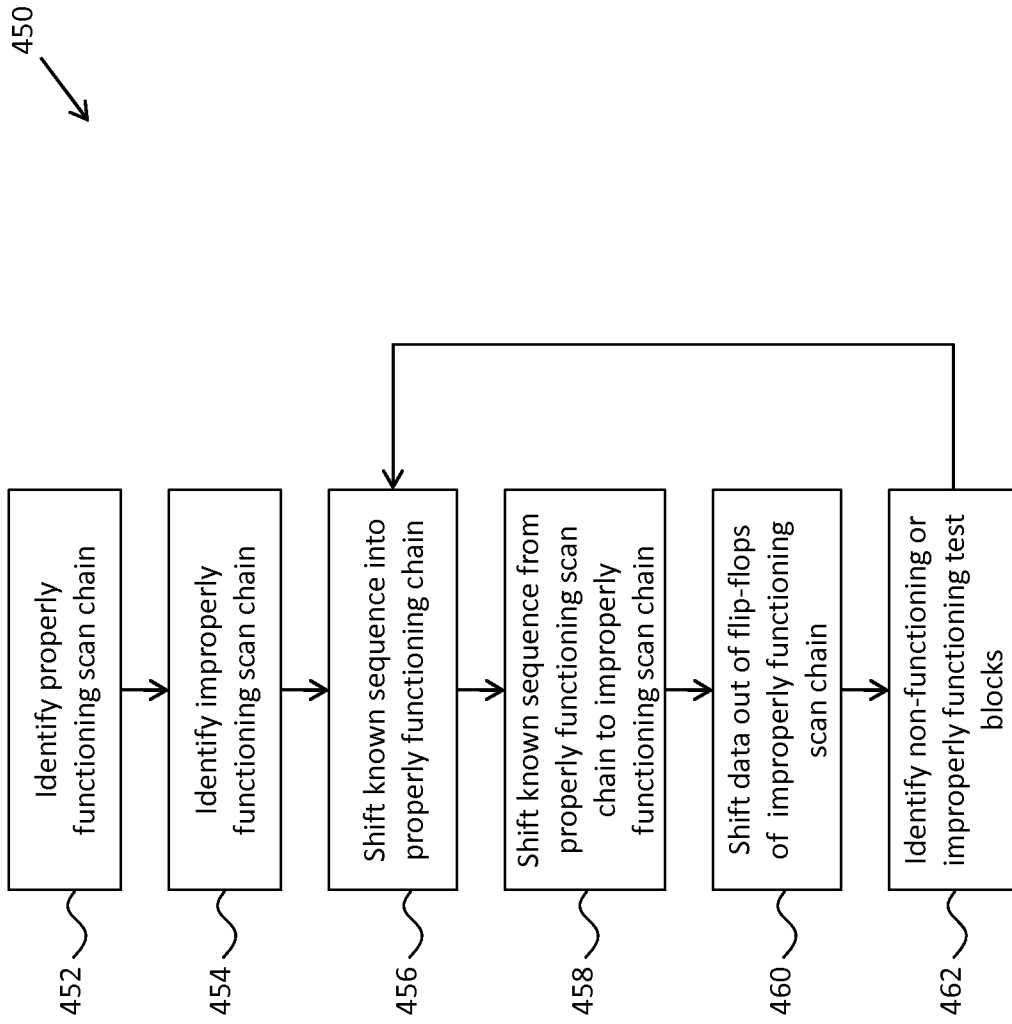 450
452
Identify properly
functioning scan chain
454
Identify improperly
functioning scan chain
456
Shift known sequence into
properly functioning chain
458
Shift known sequence from
properly functioning scan
chain to improperly
functioning scan chain
460
Shift data out of flip-flops
of improperly functioning
scan chain
462
Identify non-functioning or
improperly functioning test
blocks